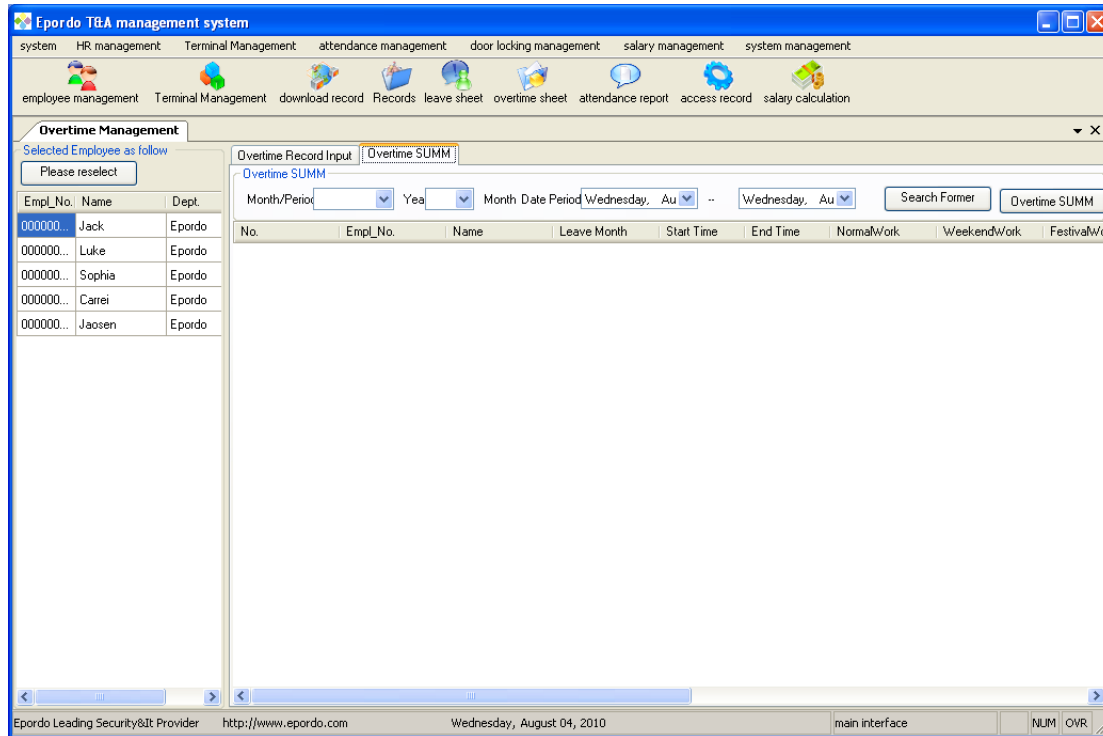 Epordo T&A management system
system HR management Terminal Management attendance management door locking management salary management system management
employee management Terminal Management download record Records leave sheet overtime sheet attendance report access record salary calculation
Overtime Management
Selected Employee as follow
Please reselect
Empl_No. Name Dept.
000000... Jack Epordo
000000... Luke Epordo
000000... Sophia Epordo
000000... Carrei Epordo
000000... Jaosen Epordo
Overtime Record Input Overtime SUMM
Overtime SUMM
Month/Period Yea Month Date Period Wednesday, Au -- Wednesday, Au Search Former Overtime SUMM
No. Empl_No. Name Leave Month Start Time End Time NormalWork WeekendWork FestivalWo
Epordo Leading Security&It Provider http://www.epordo.com Wednesday, August 04, 2010 main interface NUM OVR